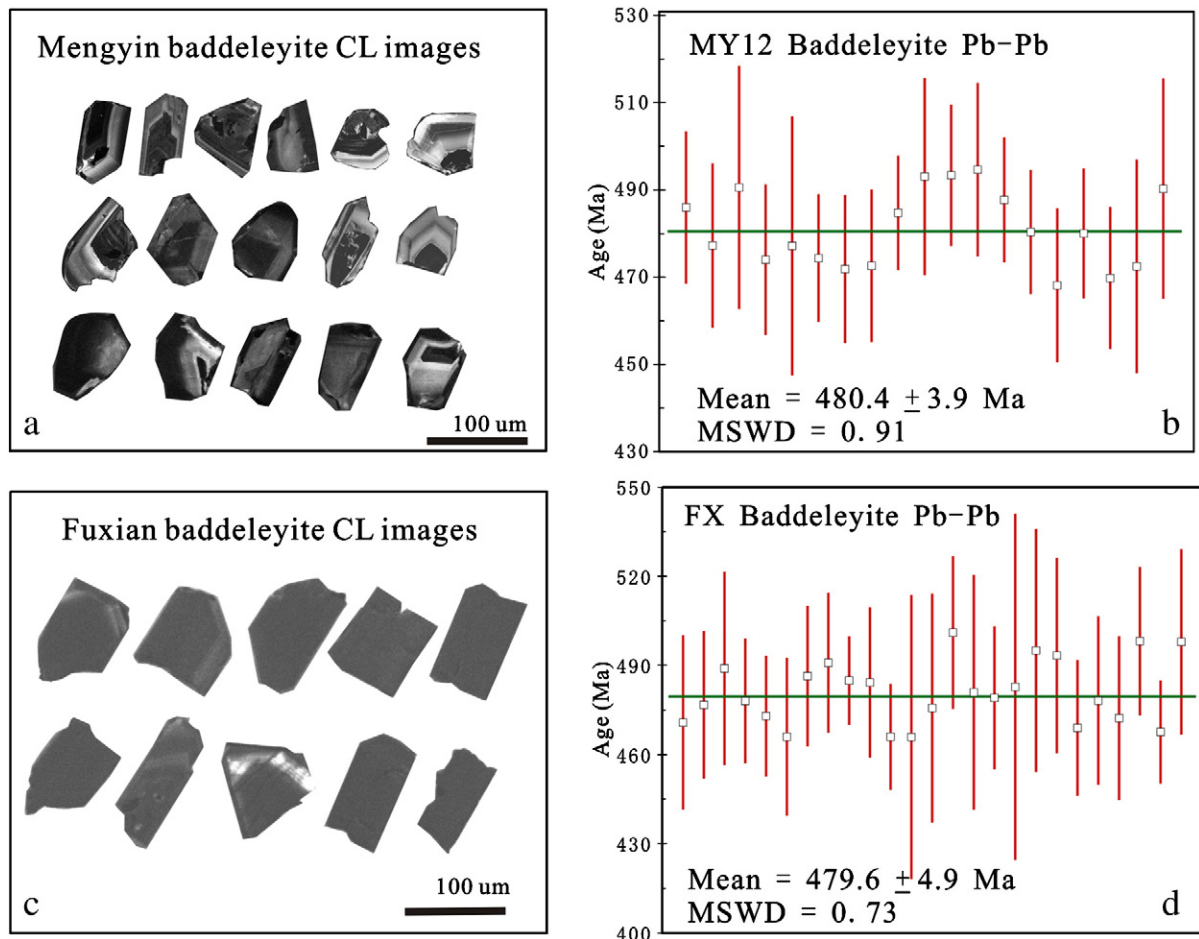 Mengyin baddeleyite CL images
a
100 um
530
510
490
470
450
430
Age (Ma)
MY12 Baddeleyite Pb-Pb
Mean = 480.4 ± 3.9 Ma
MSWD = 0.91
b
Fuxian baddeleyite CL images
c
100 um
550
520
490
460
430
400
Age (Ma)
FX Baddeleyite Pb-Pb
Mean = 479.6 ± 4.9 Ma
MSWD = 0.73
d